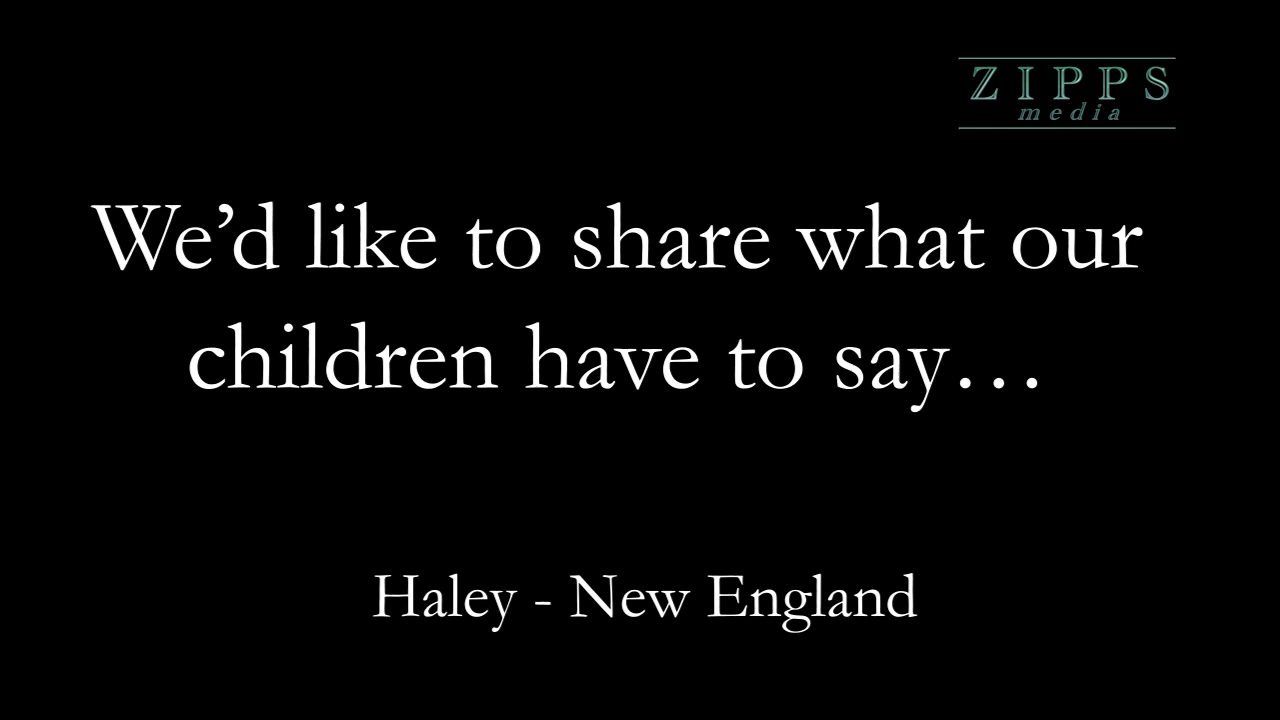 ZIPPS
media
We’d like to share what our
children have to say…
Haley - New England